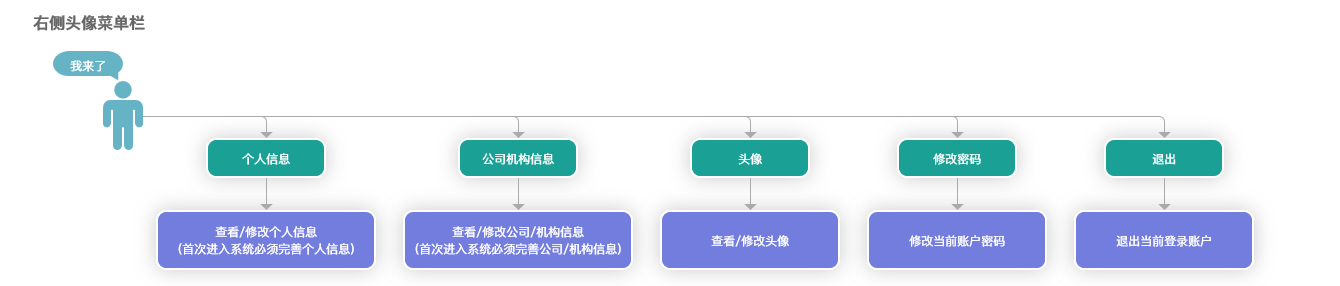 右侧头像菜单栏
我来了
个人信息
公司机构信息
头像
修改密码
退出
查看/修改个人信息
(首次进入系统必须完善个人信息)
查看/修改公司/机构信息
(首次进入系统必须完善公司/机构信息)
查看/修改头像
修改当前账户密码
退出当前登录账户